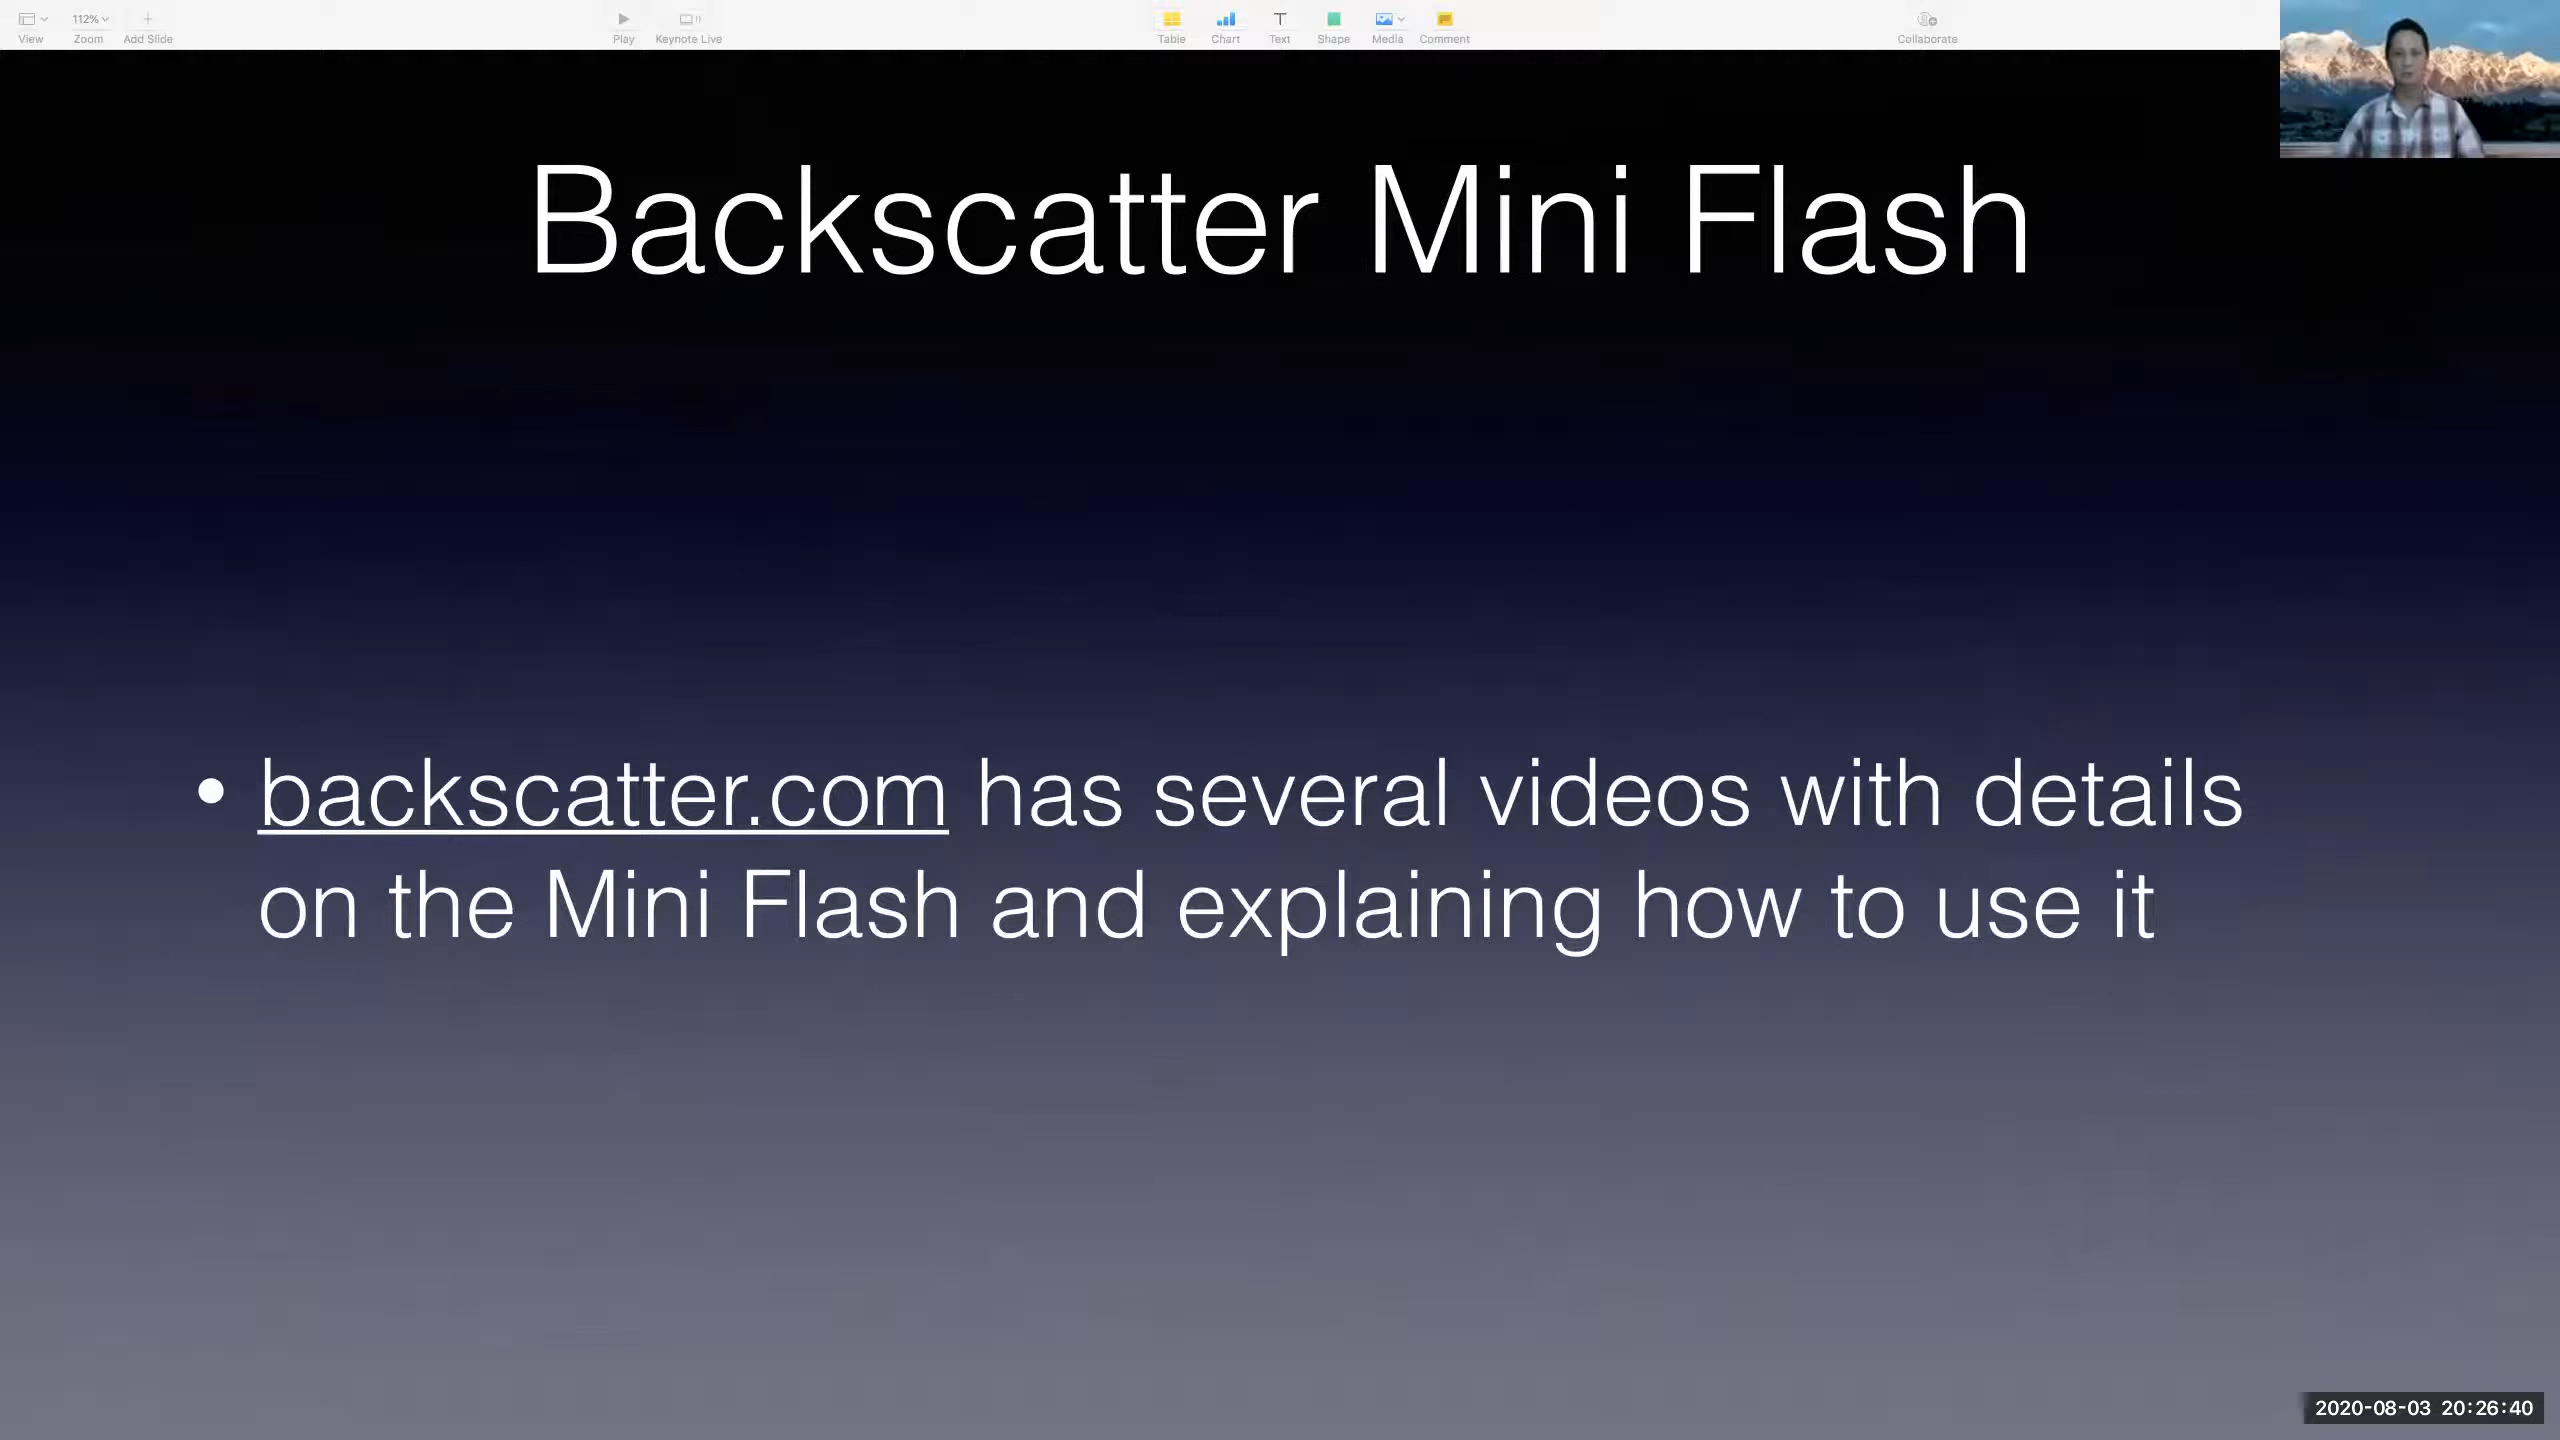 View
112%
Zoom
Add Slide
Play
Keynote Live
Table
Chart
Text
Shape
Media
Comment
Collaborate
Backscatter Mini Flash
• backscatter.com has several videos with details
on the Mini Flash and explaining how to use it
2020-08-03 20:26:40